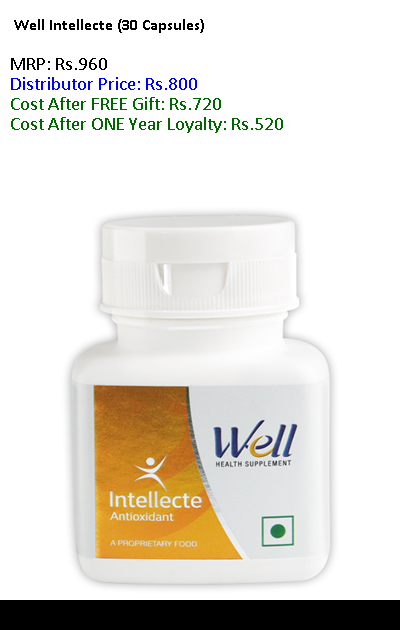 Well Intellecte (30 Capsules)
MRP: Rs.960
Distributor Price: Rs.800
Cost After FREE Gift: Rs.720
Cost After ONE Year Loyalty: Rs.520
Well
HEALTH SUPPLEMENT
Intellecte
Antioxidant
A PROPRIETARY FOOD